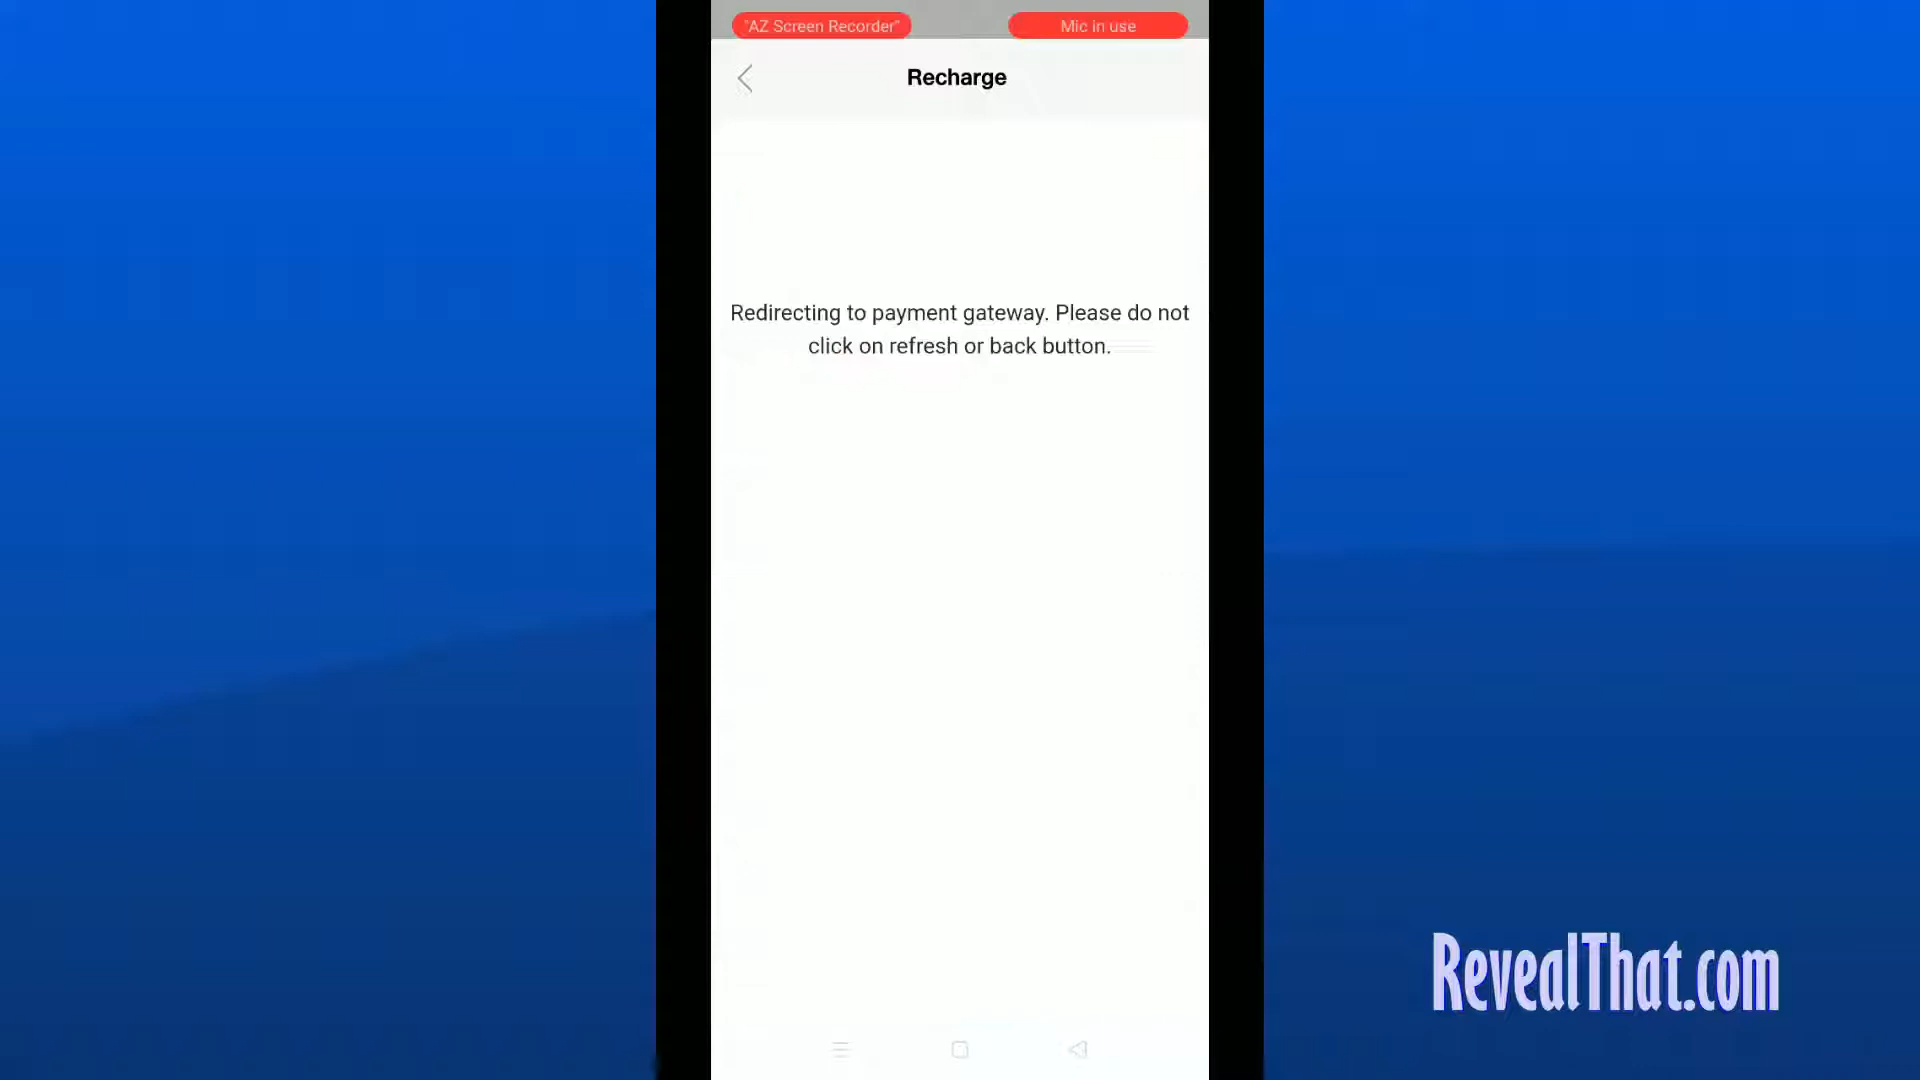 "AZ Screen Recorder"
Mic in use
Recharge
Redirecting to payment gateway. Please do not
click on refresh or back button.
RevealThat.com